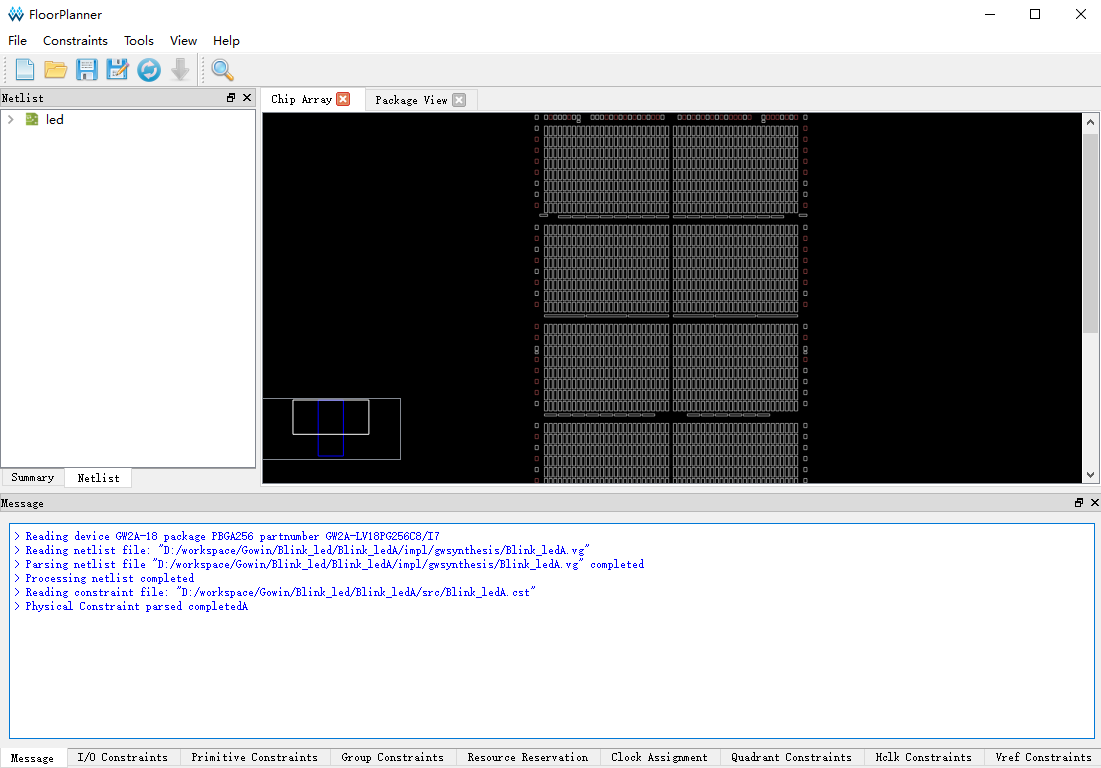 FloorPlanner
File Constraints Tools View Help
Netlist
Chip Array Package View
led
Summary Netlist
Message
> Reading device GW2A-18 package PBGA256 partnumber GW2A-LV18PG256C8/I7
> Reading netlist file: "D:/workspace/Gowin/Blink_led/Blink_ledA/impl/gwsynthesis/Blink_ledA.vg"
> Parsing netlist file "D:/workspace/Gowin/Blink_led/Blink_ledA/impl/gwsynthesis/Blink_ledA.vg" completed
> Processing netlist completed
> Reading constraint file: "D:/workspace/Gowin/Blink_led/Blink_ledA/src/Blink_ledA.cst"
> Physical Constraint parsed completedA
Message I/O Constraints Primitive Constraints Group Constraints Resource Reservation Clock Assignment Quadrant Constraints Hclk Constraints Vref Constraints